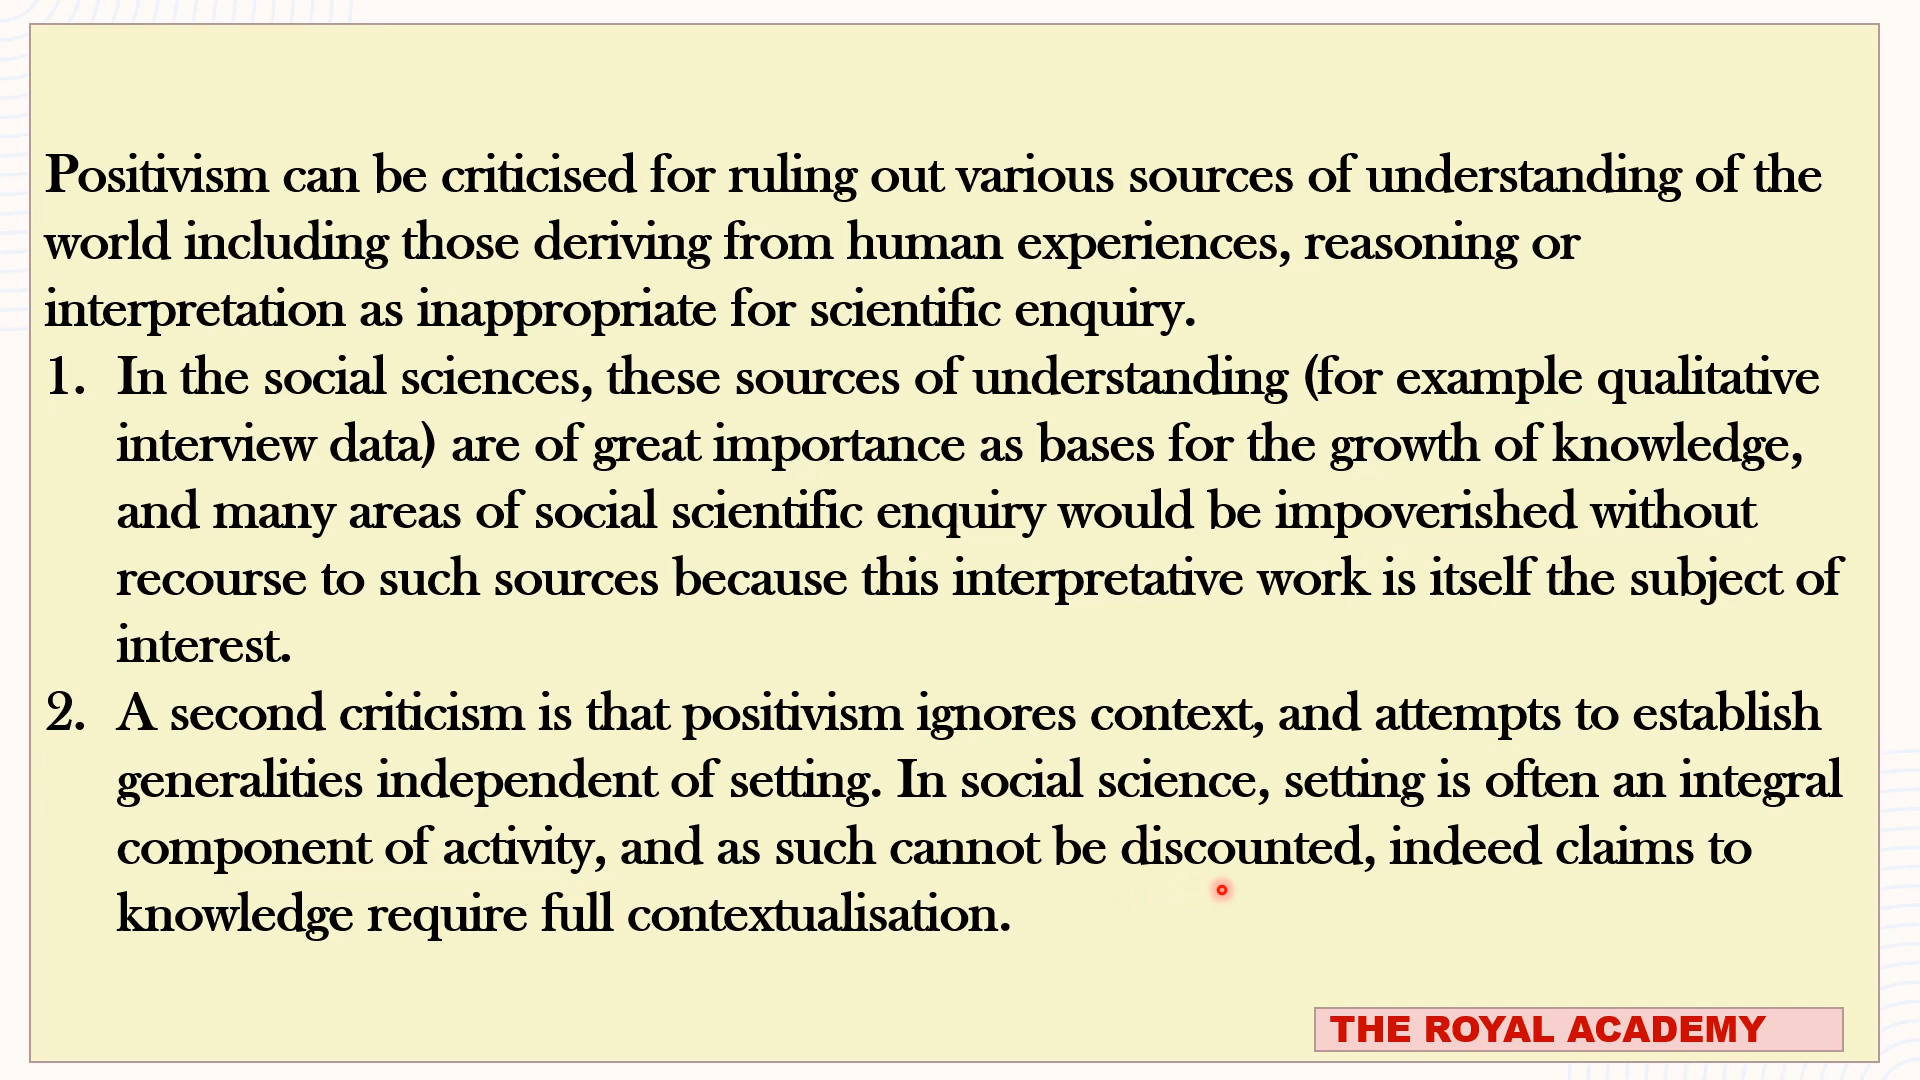 Positivism can be criticised for ruling out various sources of understanding of the
world including those deriving from human experiences, reasoning or
interpretation as inappropriate for scientific enquiry.
1. In the social sciences, these sources of understanding (for example qualitative
interview data) are of great importance as bases for the growth of knowledge,
and many areas of social scientific enquiry would be impoverished without
recourse to such sources because this interpretative work is itself the subject of
interest.
2. A second criticism is that positivism ignores context, and attempts to establish
generalities independent of setting. In social science, setting is often an integral
component of activity, and as such cannot be discounted, indeed claims to
knowledge require full contextualisation.
THE ROYAL ACADEMY